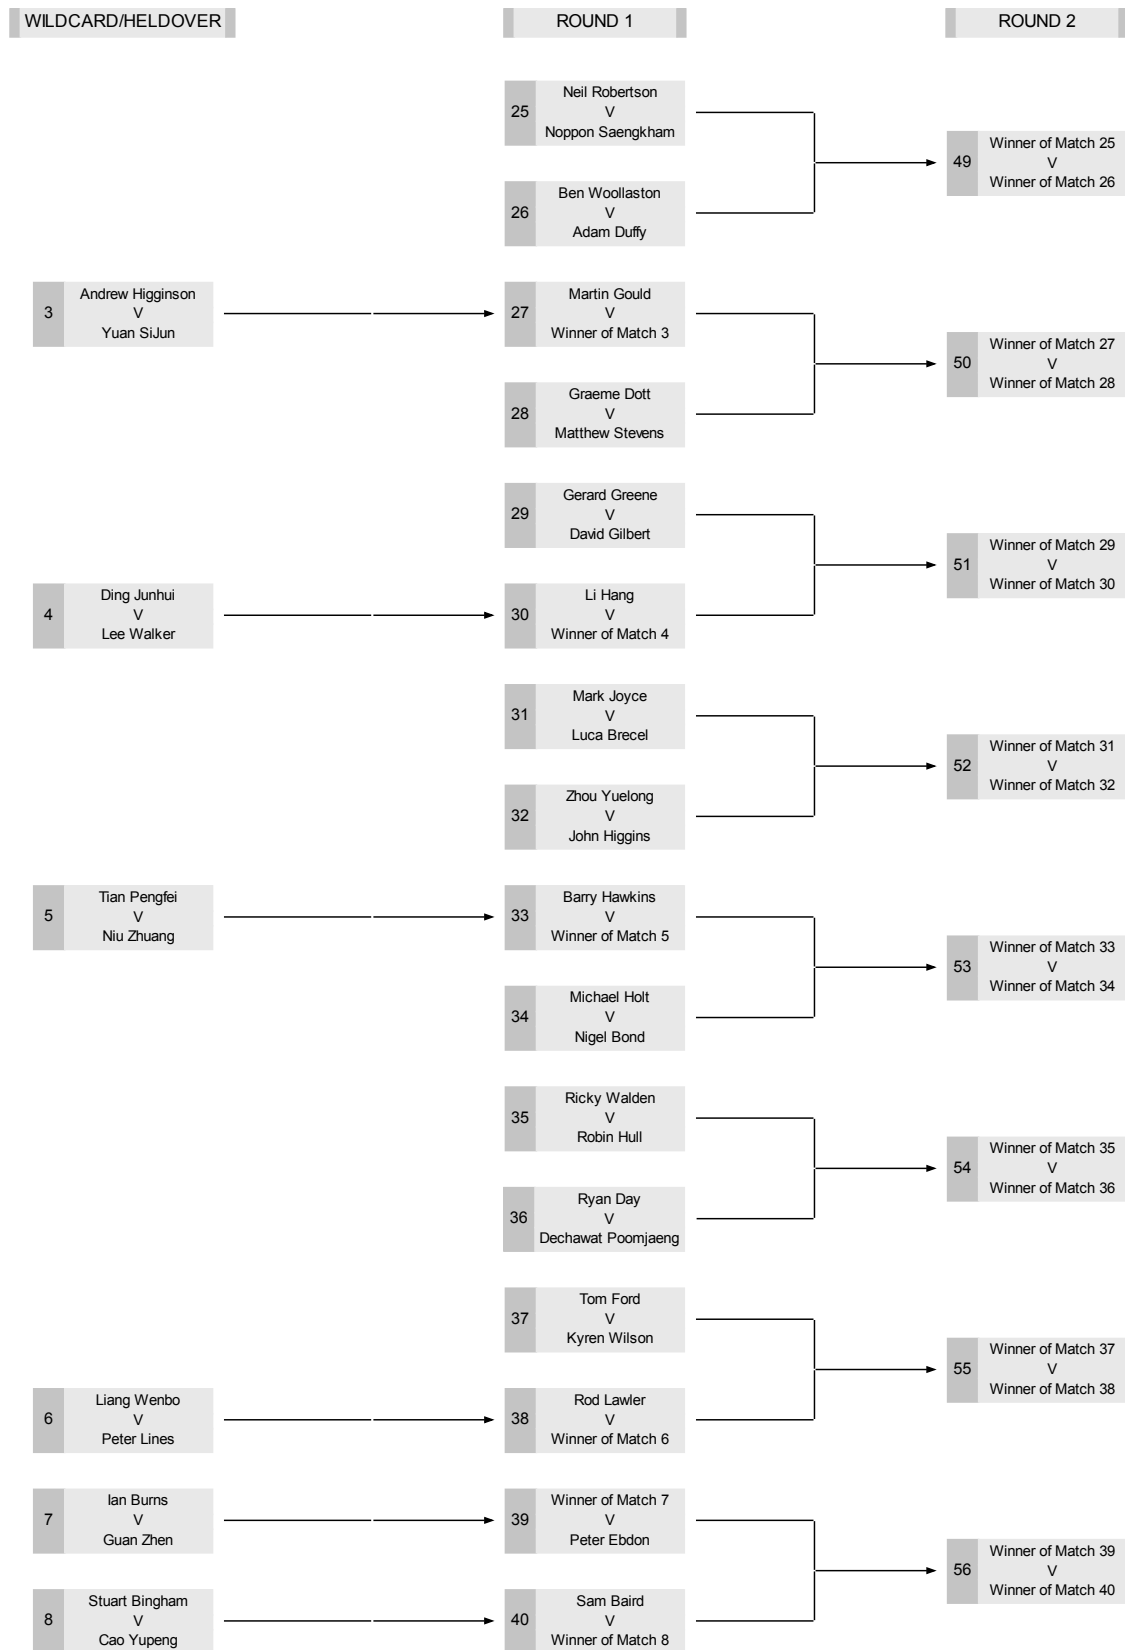 WILDCARD/HELDOVER
ROUND 1
ROUND 2
25
Neil Robertson
V
Noppon Saengkham
26
Ben Woollaston
V
Adam Duffy
49
Winner of Match 25
V
Winner of Match 26
3
Andrew Higginson
V
Yuan SiJun
27
Martin Gould
V
Winner of Match 3
28
Graeme Dott
V
Matthew Stevens
50
Winner of Match 27
V
Winner of Match 28
29
Gerard Greene
V
David Gilbert
4
Ding Junhui
V
Lee Walker
30
Li Hang
V
Winner of Match 4
51
Winner of Match 29
V
Winner of Match 30
31
Mark Joyce
V
Luca Brecel
32
Zhou Yuelong
V
John Higgins
52
Winner of Match 31
V
Winner of Match 32
5
Tian Pengfei
V
Niu Zhuang
33
Barry Hawkins
V
Winner of Match 5
34
Michael Holt
V
Nigel Bond
53
Winner of Match 33
V
Winner of Match 34
35
Ricky Walden
V
Robin Hull
36
Ryan Day
V
Dechawat Poomjaeng
54
Winner of Match 35
V
Winner of Match 36
37
Tom Ford
V
Kyren Wilson
6
Liang Wenbo
V
Peter Lines
38
Rod Lawler
V
Winner of Match 6
55
Winner of Match 37
V
Winner of Match 38
7
Ian Burns
V
Guan Zhen
39
Winner of Match 7
V
Peter Ebdon
8
Stuart Bingham
V
Cao Yupeng
40
Sam Baird
V
Winner of Match 8
56
Winner of Match 39
V
Winner of Match 40